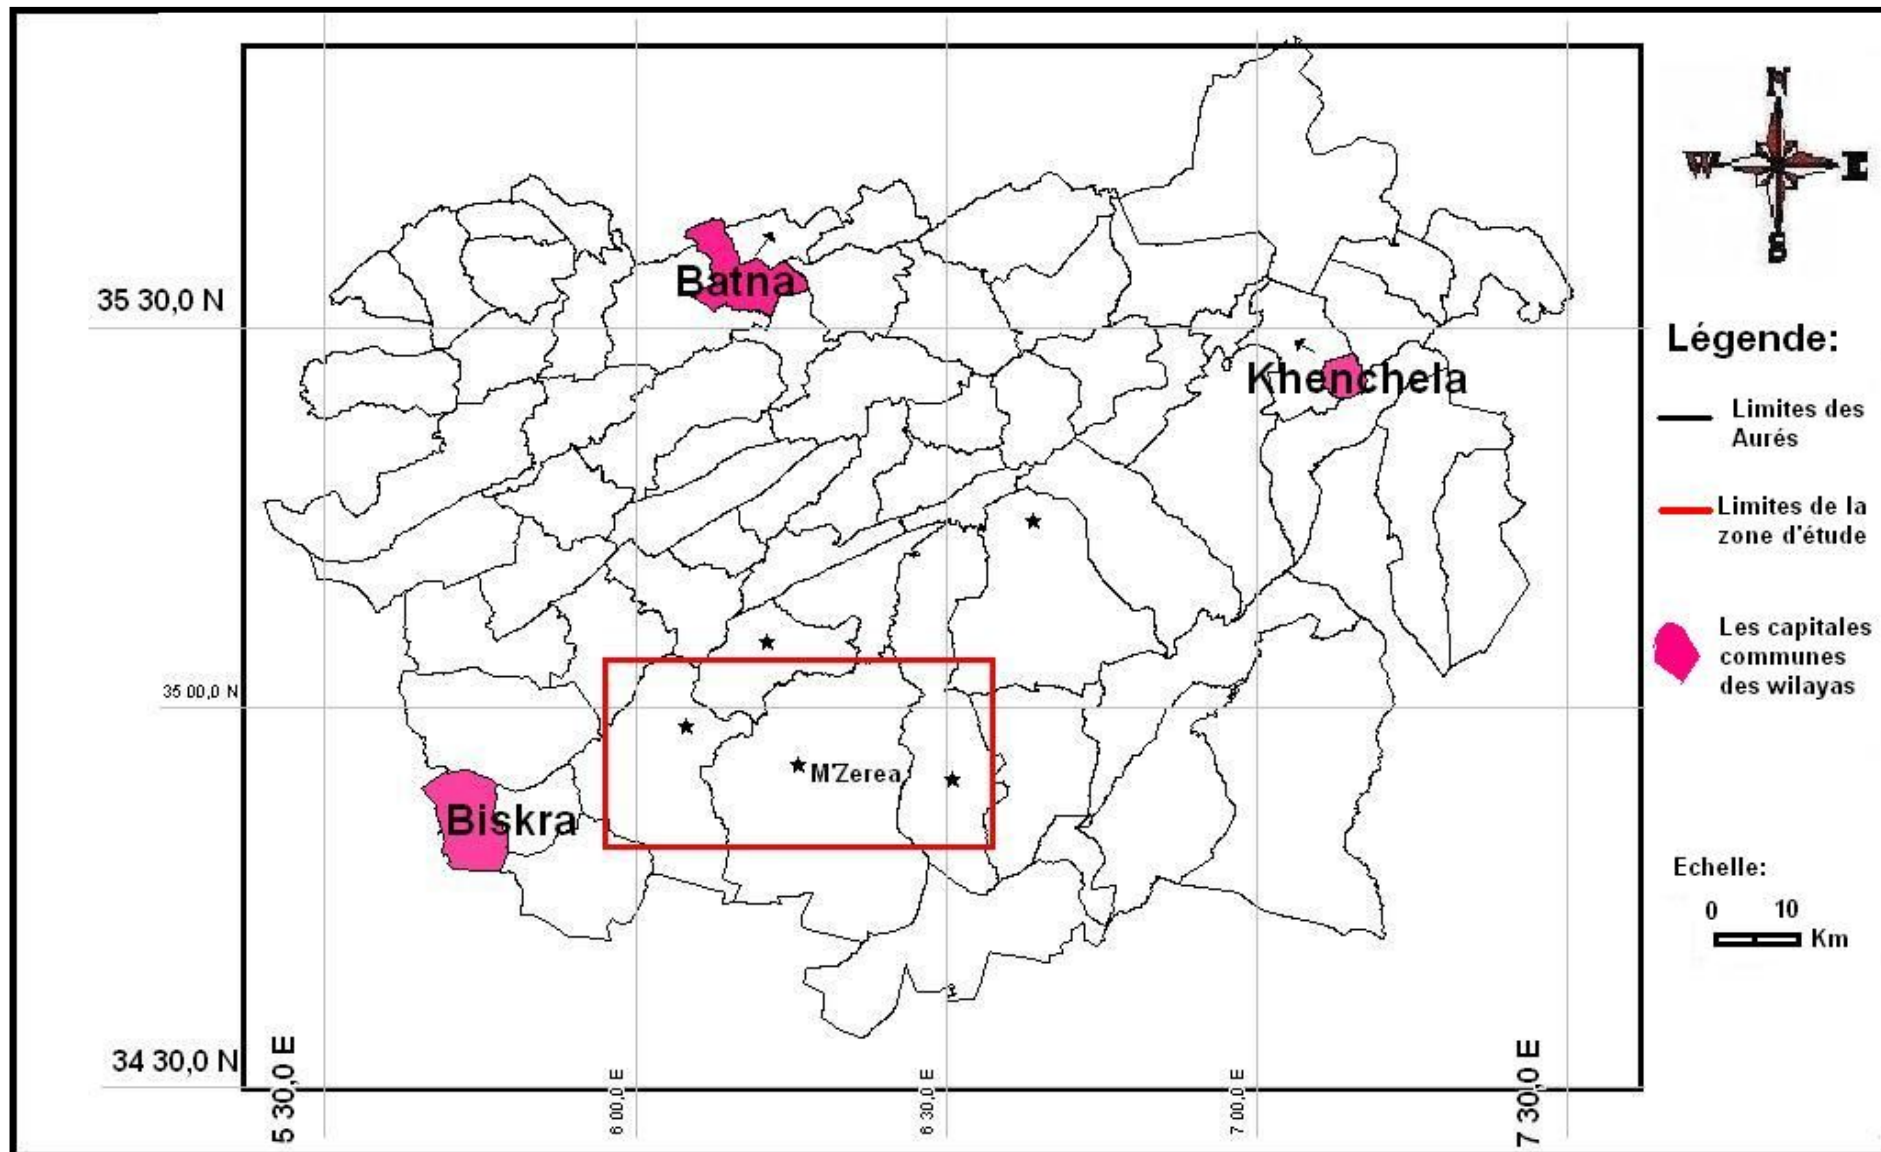 N
W E
S
Batna
35 30,0 N
Légende:
Khenchela
Limites des
Aurés
Limites de la
zone d'étude
Les capitales
communes
des wilayas
35 00,0 N
M'Zerea
Biskra
Echelle:
0 10
Km
34 30,0 N
5 30,0 E
6 00,0 E
6 30,0 E
7 00,0 E
7 30,0 E